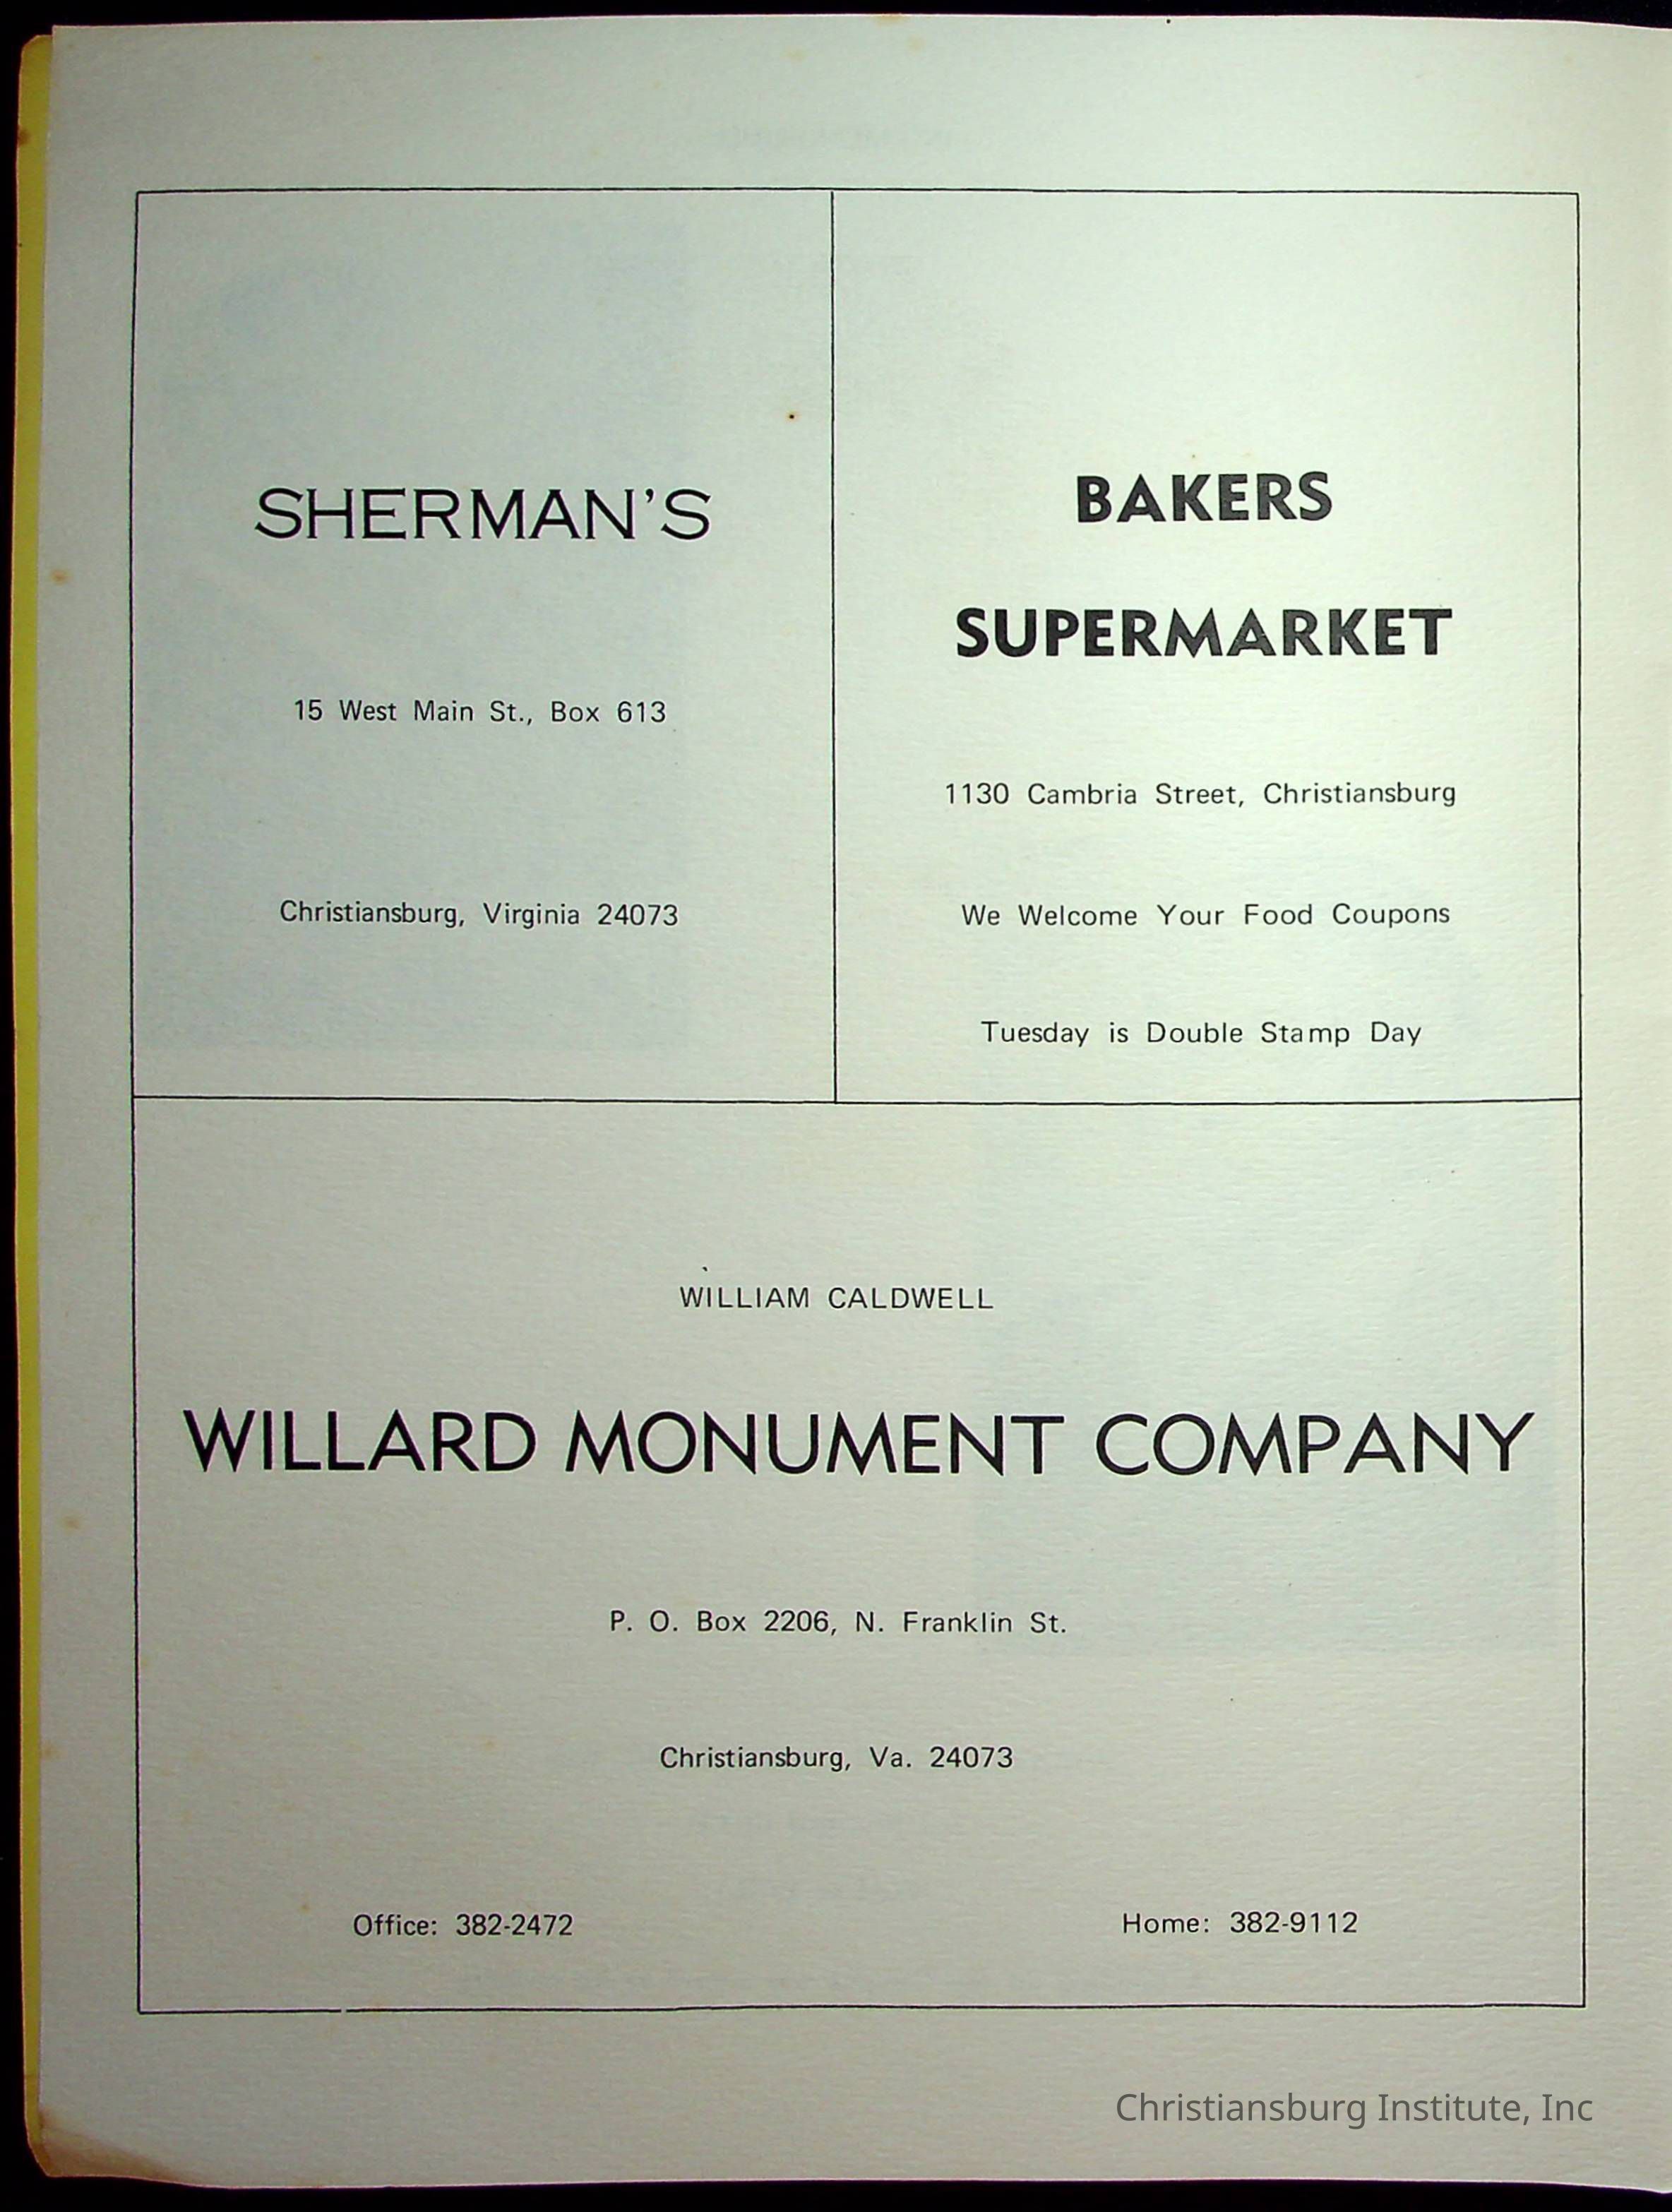 SHERMAN'S
15 West Main St., Box 613
Christiansburg, Virginia 24073
BAKERS
SUPERMARKET
1130 Cambria Street, Christiansburg
We Welcome Your Food Coupons
Tuesday is Double Stamp Day
WILLIAM CALDWELL
WILLARD MONUMENT COMPANY
P. O. Box 2206, N. Franklin St.
Christiansburg, Va. 24073
Office: 382-2472
Home: 382-9112
Christiansburg Institute, Inc